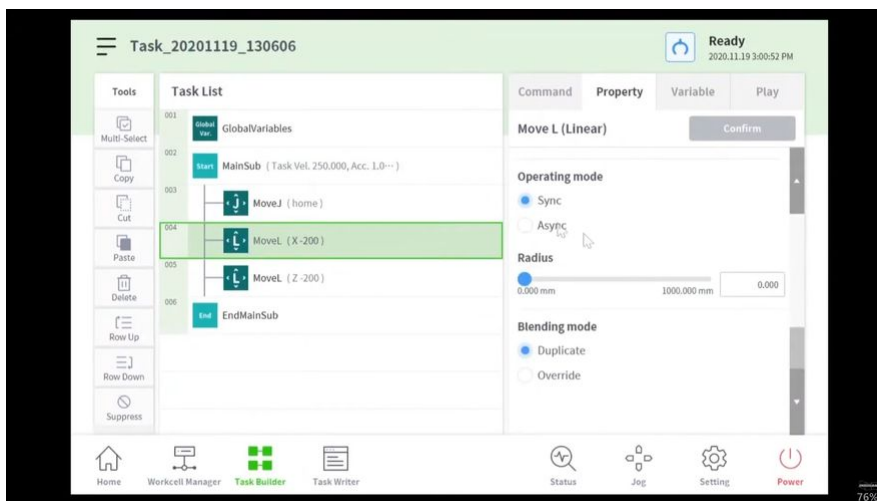 Task_20201119_130606
Ready
2020.11.19 3:00:52 PM
Tools
Task List
Command
Property
Variable
Play
Multi-Select
Copy
Cut
Paste
Delete
Row Up
Row Down
Suppress
001
Global
Var.
GlobalVariables
002
Start
MainSub (Task Vel. 250.000, Acc. 1.0···)
003
J
MoveJ (home)
004
L
MoveL (X-200)
005
L
MoveL (Z-200)
006
End
EndMainSub
Move L (Linear)
Confirm
Operating mode
Sync
Async
Radius
0.000 mm
1000.000 mm
0.000
Blending mode
Duplicate
Override
Home
Workcell Manager
Task Builder
Task Writer
Status
Jog
Setting
Power
76%